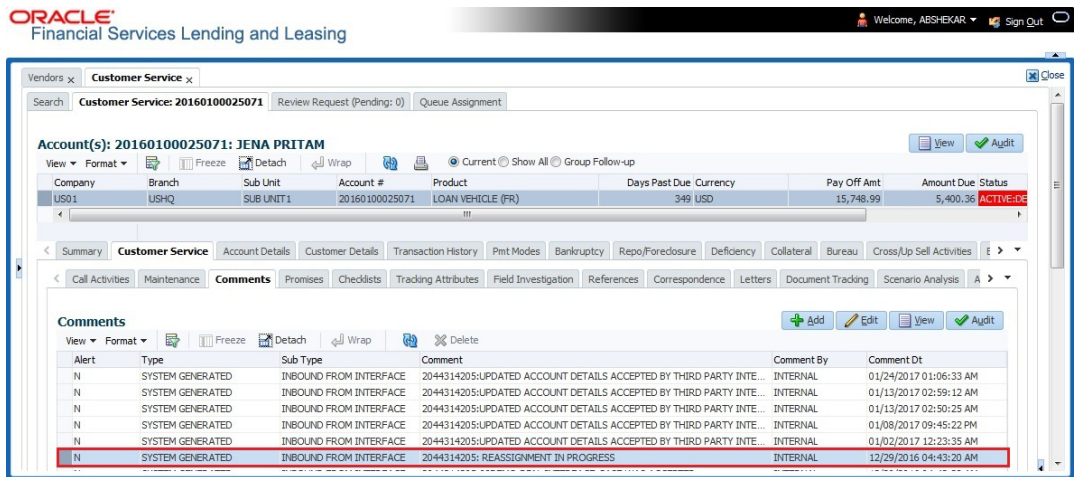 ORACLE®
Welcome, ABSHEKAR Sign Out
Financial Services Lending and Leasing
Vendors x Customer Service x Close
Search Customer Service: 20160100025071 Review Request (Pending: 0) Queue Assignment
Account(s): 20160100025071: JENA PRITAM View Audit
View Format Freeze Detach Wrap Current Show All Group Follow-up
Company Branch Sub Unit Account # Product Days Past Due Currency Pay Off Amt Amount Due Status
US01 USHQ SUB UNIT1 20160100025071 LOAN VEHICLE (FR) 349 USD 15,748.99 5,400.36 ACTIVE:DE
Summary Customer Service Account Details Customer Details Transaction History Pmt Modes Bankruptcy Repo/Foreclosure Deficiency Collateral Bureau Cross/Up Sell Activities
Call Activities Maintenance Comments Promises Checklists Tracking Attributes Field Investigation References Correspondence Letters Document Tracking Scenario Analysis A
Comments Add Edit View Audit
View Format Freeze Detach Wrap Delete
Alert Type Sub Type Comment Comment By Comment Dt
N SYSTEM GENERATED INBOUND FROM INTERFACE 2044314205:UPDATED ACCOUNT DETAILS ACCEPTED BY THIRD PARTY INTE... INTERNAL 01/24/2017 01:06:33 AM
N SYSTEM GENERATED INBOUND FROM INTERFACE 2044314205:UPDATED ACCOUNT DETAILS ACCEPTED BY THIRD PARTY INTE... INTERNAL 01/13/2017 02:59:12 AM
N SYSTEM GENERATED INBOUND FROM INTERFACE 2044314205:UPDATED ACCOUNT DETAILS ACCEPTED BY THIRD PARTY INTE... INTERNAL 01/13/2017 02:50:25 AM
N SYSTEM GENERATED INBOUND FROM INTERFACE 2044314205:UPDATED ACCOUNT DETAILS ACCEPTED BY THIRD PARTY INTE... INTERNAL 01/08/2017 09:45:22 PM
N SYSTEM GENERATED INBOUND FROM INTERFACE 2044314205:UPDATED ACCOUNT DETAILS ACCEPTED BY THIRD PARTY INTE... INTERNAL 01/02/2017 12:23:35 AM
N SYSTEM GENERATED INBOUND FROM INTERFACE 2044314205: REASSIGNMENT IN PROGRESS INTERNAL 12/29/2016 04:43:20 AM